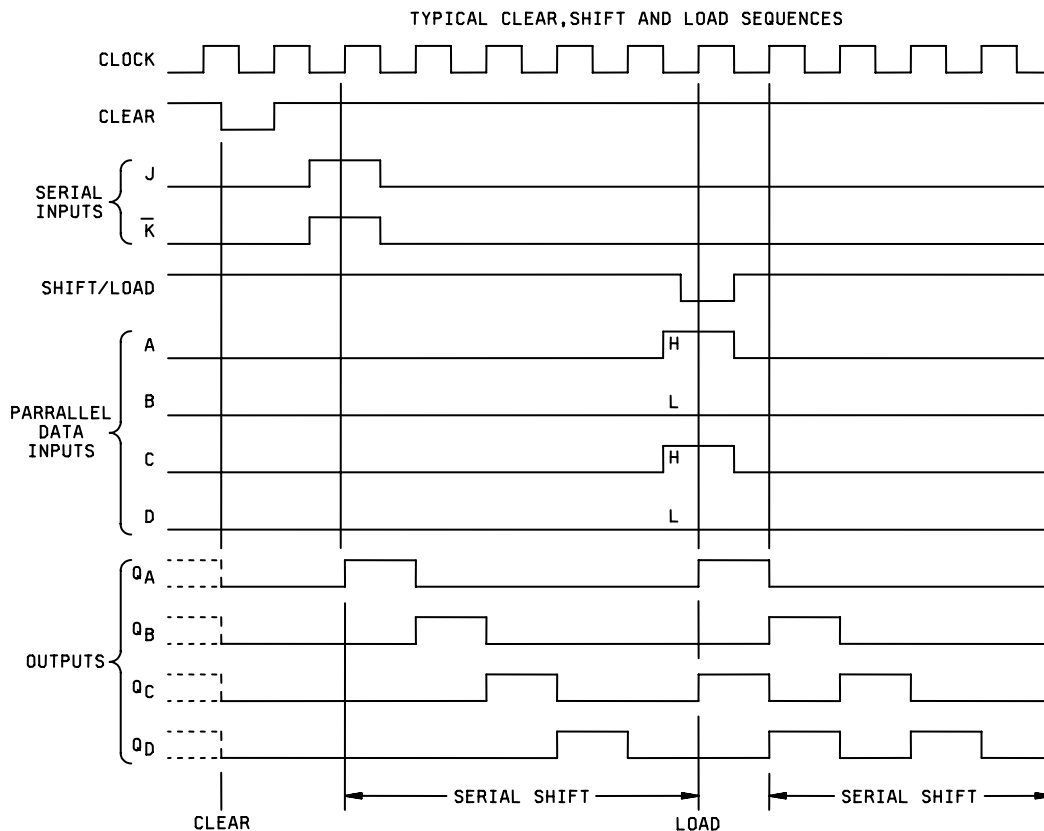 TYPICAL CLEAR,SHIFT AND LOAD SEQUENCES
CLOCK
CLEAR
SERIAL
INPUTS
J
K̅
SHIFT/LOAD
PARRALLEL
DATA
INPUTS
A
H
B
L
C
H
D
L
OUTPUTS
QA
QB
QC
QD
SERIAL SHIFT
SERIAL SHIFT
CLEAR
LOAD